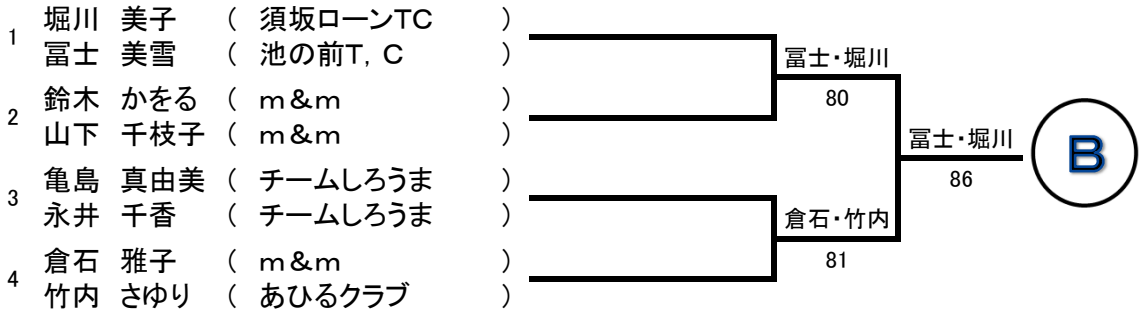 1
堀川 美子 ( 須坂ローンTC )
冨士 美雪 ( 池の前T,C )
冨士・堀川
80
2
鈴木 かをる ( m&m )
山下 千枝子 ( m&m )
冨士・堀川
86
B
3
亀島 真由美 ( チームしろうま )
永井 千香 ( チームしろうま )
倉石・竹内
81
4
倉石 雅子 ( m&m )
竹内 さゆり ( あひるクラブ )